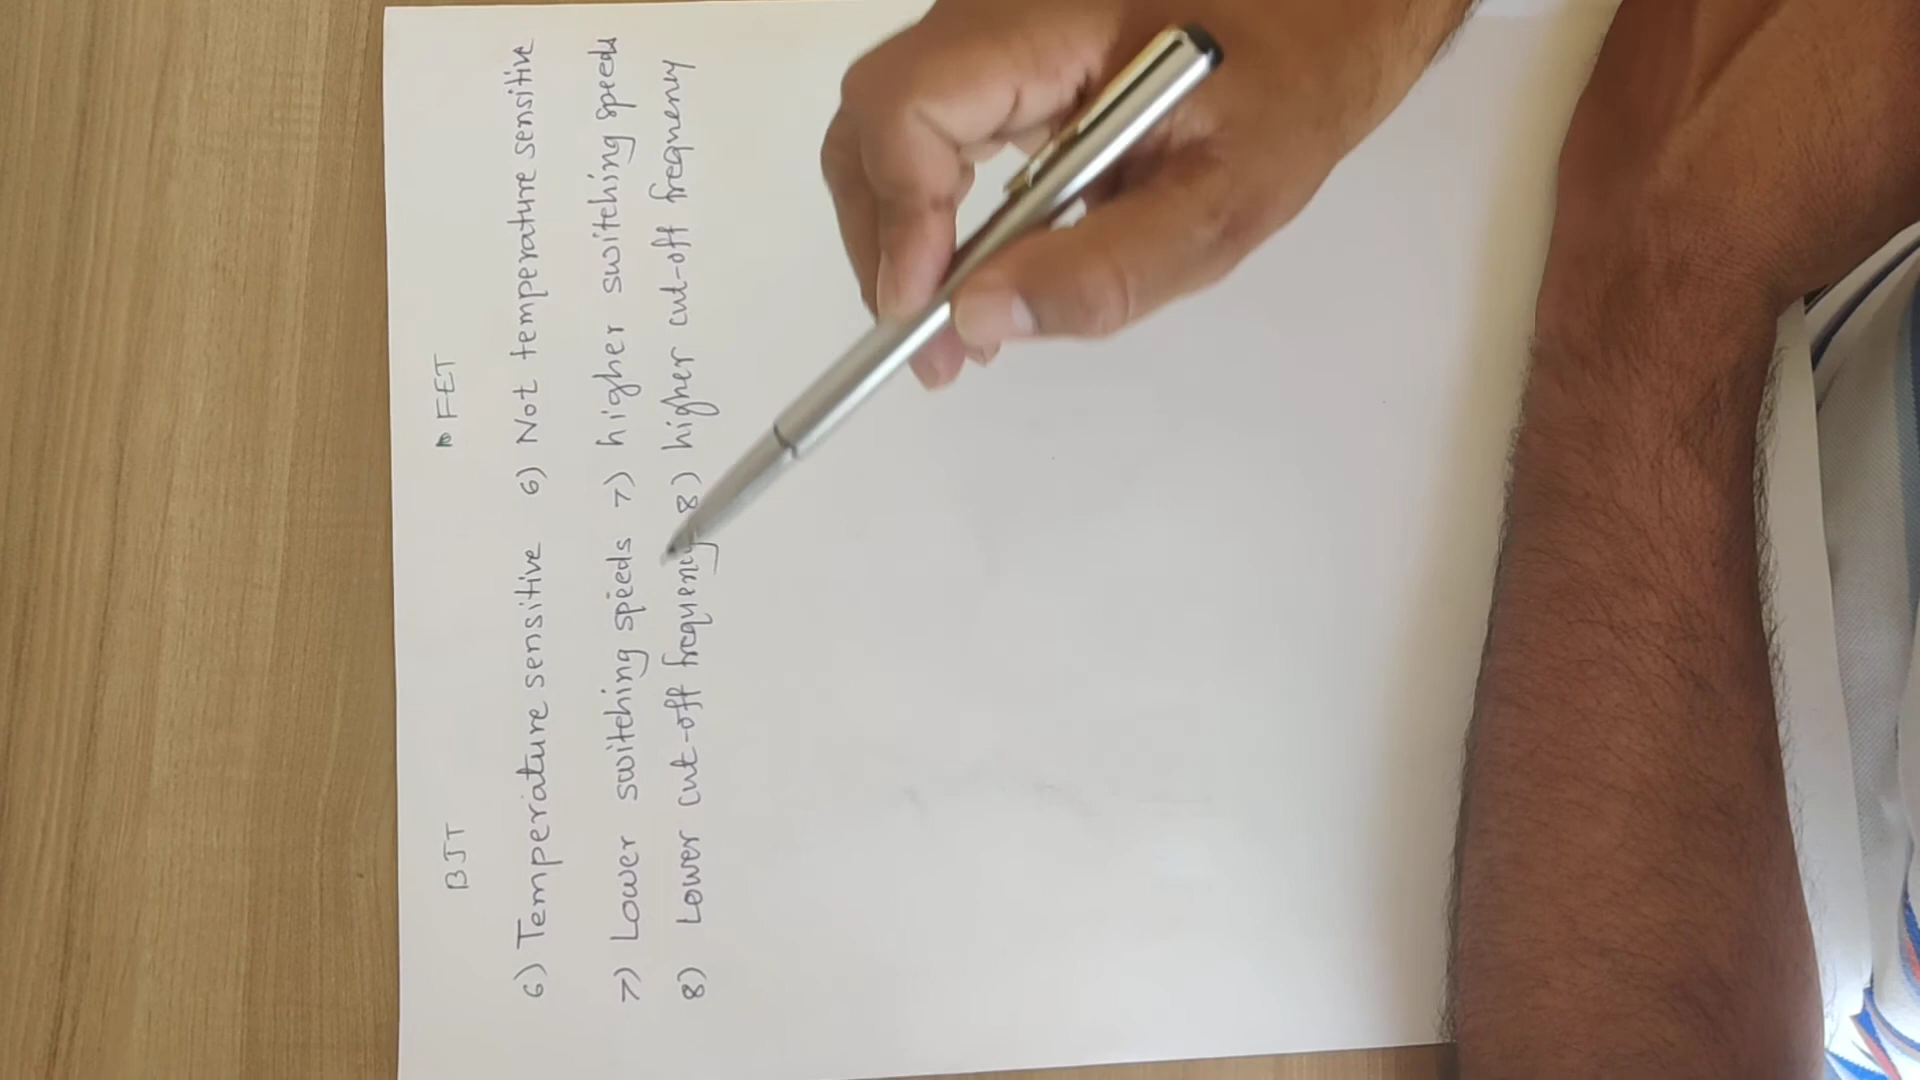 BJT FET
6) Temperature sensitive 6) Not temperature sensitive
7) Lower switching speeds 7) higher switching speeds
8) Lower cut-off frequency 8) higher cut-off frequency